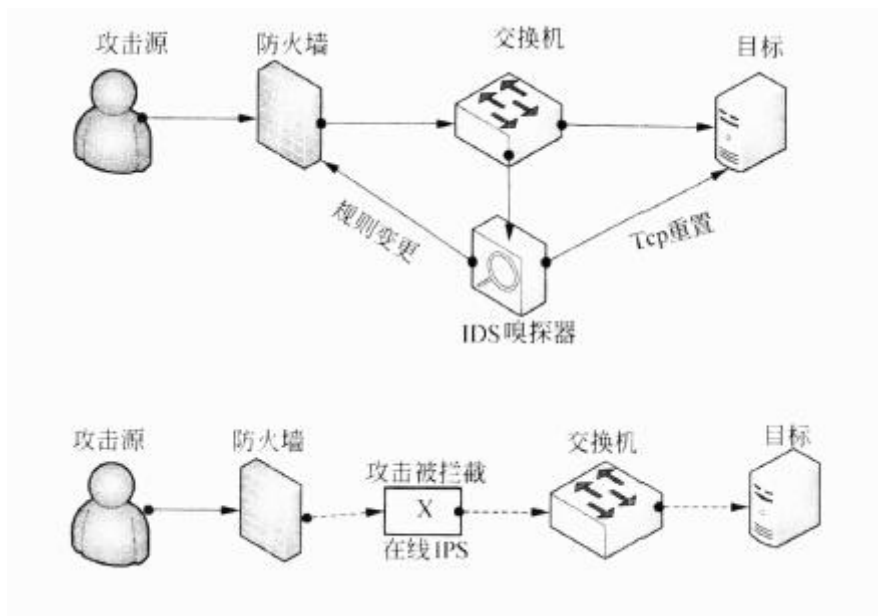 攻击源
防火墙
交换机
目标
规则变更
Tcp重置
IDS嗅探器
攻击源
防火墙
攻击被拦截
X
在线IPS
交换机
目标